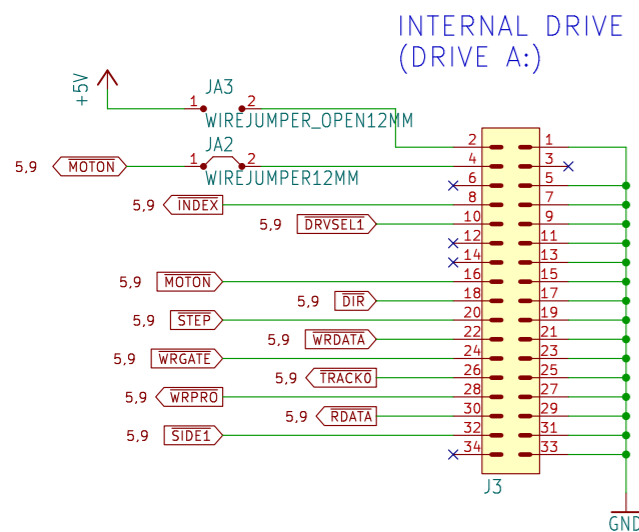 INTERNAL DRIVE
(DRIVE A:)
+5V
JA3
1 2
WIREJUMPER_OPEN12MM
JA2
5,9 MOTON 1 2
WIREJUMPER12MM
2 1
4 3
6 5
5,9 INDEX 8 7
5,9 DRVSEL1 10 9
12 11
14 13
5,9 MOTON 16 15
5,9 DIR 18 17
5,9 STEP 20 19
5,9 WRDATA 22 21
5,9 WRGATE 24 23
5,9 TRACK0 26 25
5,9 WRPRO 28 27
5,9 RDATA 30 29
5,9 SIDE1 32 31
34 33
J3
GND